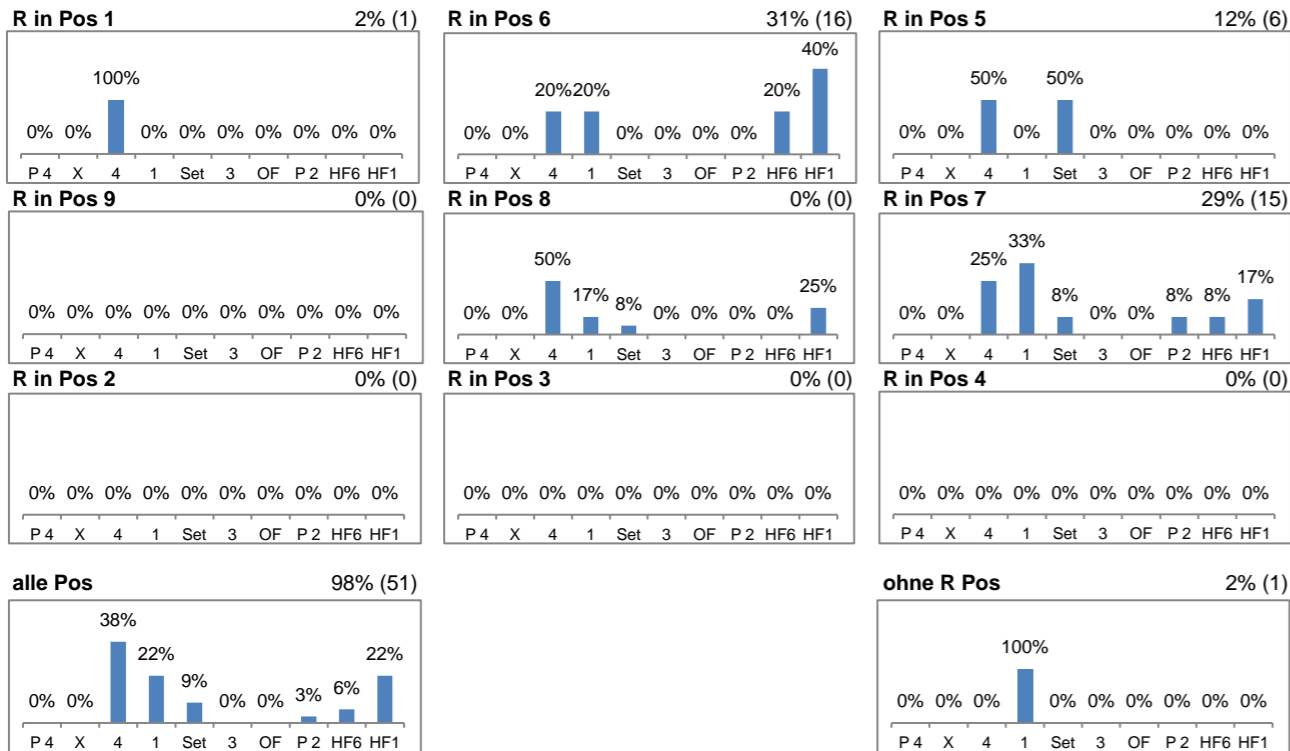 R in Pos 1 2% (1)
100%
0% 0% 0% 0% 0% 0% 0% 0% 0%
P 4 X 4 1 Set 3 OF P 2 HF6 HF1
R in Pos 6 31% (16)
40%
20% 20% 20%
0% 0% 0% 0% 0% 0%
P 4 X 4 1 Set 3 OF P 2 HF6 HF1
R in Pos 5 12% (6)
50% 50%
0% 0% 0% 0% 0% 0% 0% 0%
P 4 X 4 1 Set 3 OF P 2 HF6 HF1
R in Pos 9 0% (0)
0% 0% 0% 0% 0% 0% 0% 0% 0% 0%
P 4 X 4 1 Set 3 OF P 2 HF6 HF1
R in Pos 8 0% (0)
50%
25%
17%
8%
0% 0% 0% 0% 0% 0%
P 4 X 4 1 Set 3 OF P 2 HF6 HF1
R in Pos 7 29% (15)
33%
25%
17%
8% 8% 8%
0% 0% 0% 0%
P 4 X 4 1 Set 3 OF P 2 HF6 HF1
R in Pos 2 0% (0)
0% 0% 0% 0% 0% 0% 0% 0% 0% 0%
P 4 X 4 1 Set 3 OF P 2 HF6 HF1
R in Pos 3 0% (0)
0% 0% 0% 0% 0% 0% 0% 0% 0% 0%
P 4 X 4 1 Set 3 OF P 2 HF6 HF1
R in Pos 4 0% (0)
0% 0% 0% 0% 0% 0% 0% 0% 0% 0%
P 4 X 4 1 Set 3 OF P 2 HF6 HF1
alle Pos 98% (51)
38%
22% 22%
9%
6%
3%
0% 0% 0% 0%
P 4 X 4 1 Set 3 OF P 2 HF6 HF1
ohne R Pos 2% (1)
100%
0% 0% 0% 0% 0% 0% 0% 0% 0%
P 4 X 4 1 Set 3 OF P 2 HF6 HF1